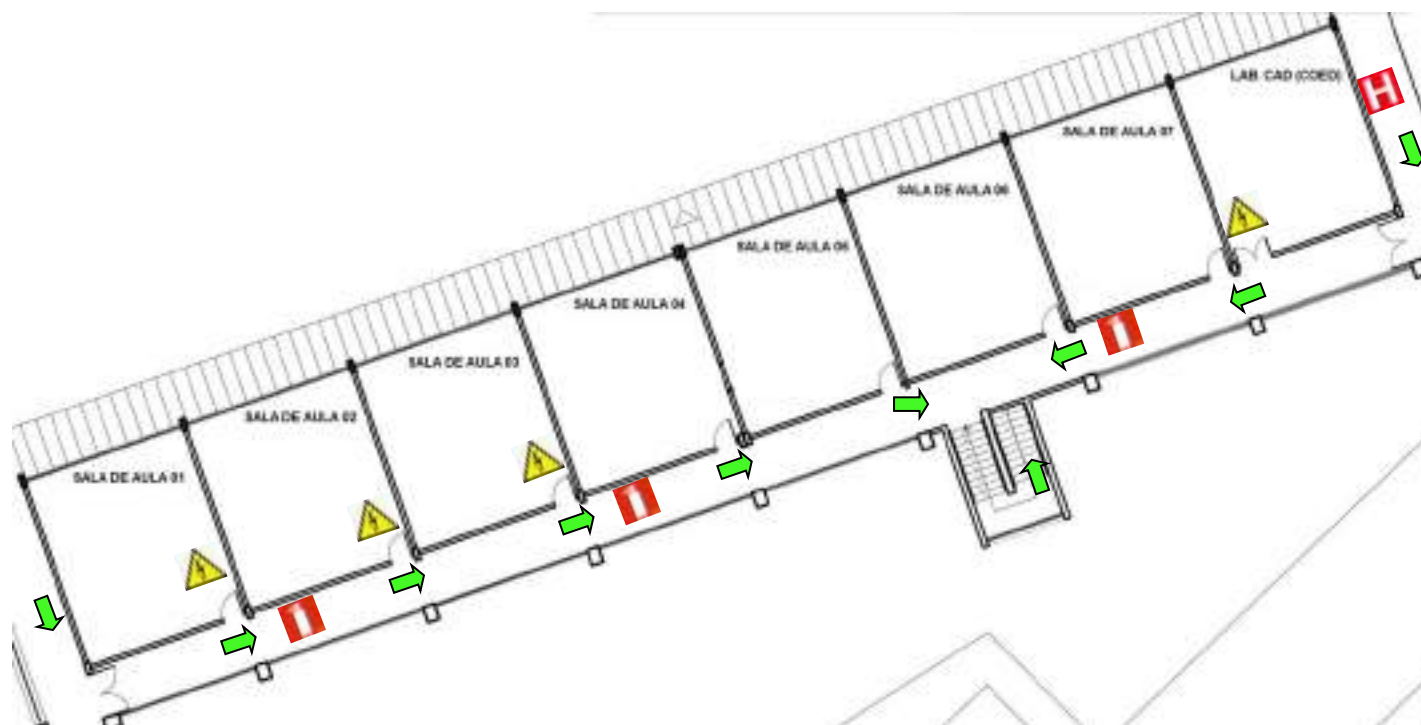 SALA DE AULA 01
SALA DE AULA 02
SALA DE AULA 03
SALA DE AULA 04
SALA DE AULA 05
SALA DE AULA 06
SALA DE AULA 07
LAB. CAD (COED)
H